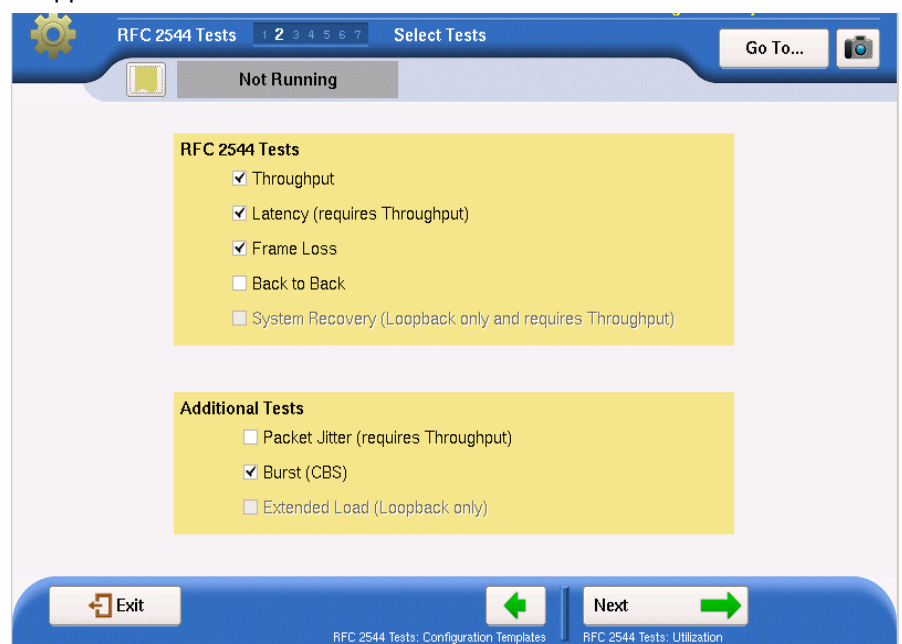 RFC 2544 Tests 1 2 3 4 5 6 7 Select Tests
Go To...
Not Running
RFC 2544 Tests
Throughput
Latency (requires Throughput)
Frame Loss
Back to Back
System Recovery (Loopback only and requires Throughput)
Additional Tests
Packet Jitter (requires Throughput)
Burst (CBS)
Extended Load (Loopback only)
Exit
Next
RFC 2544 Tests: Configuration Templates
RFC 2544 Tests: Utilization